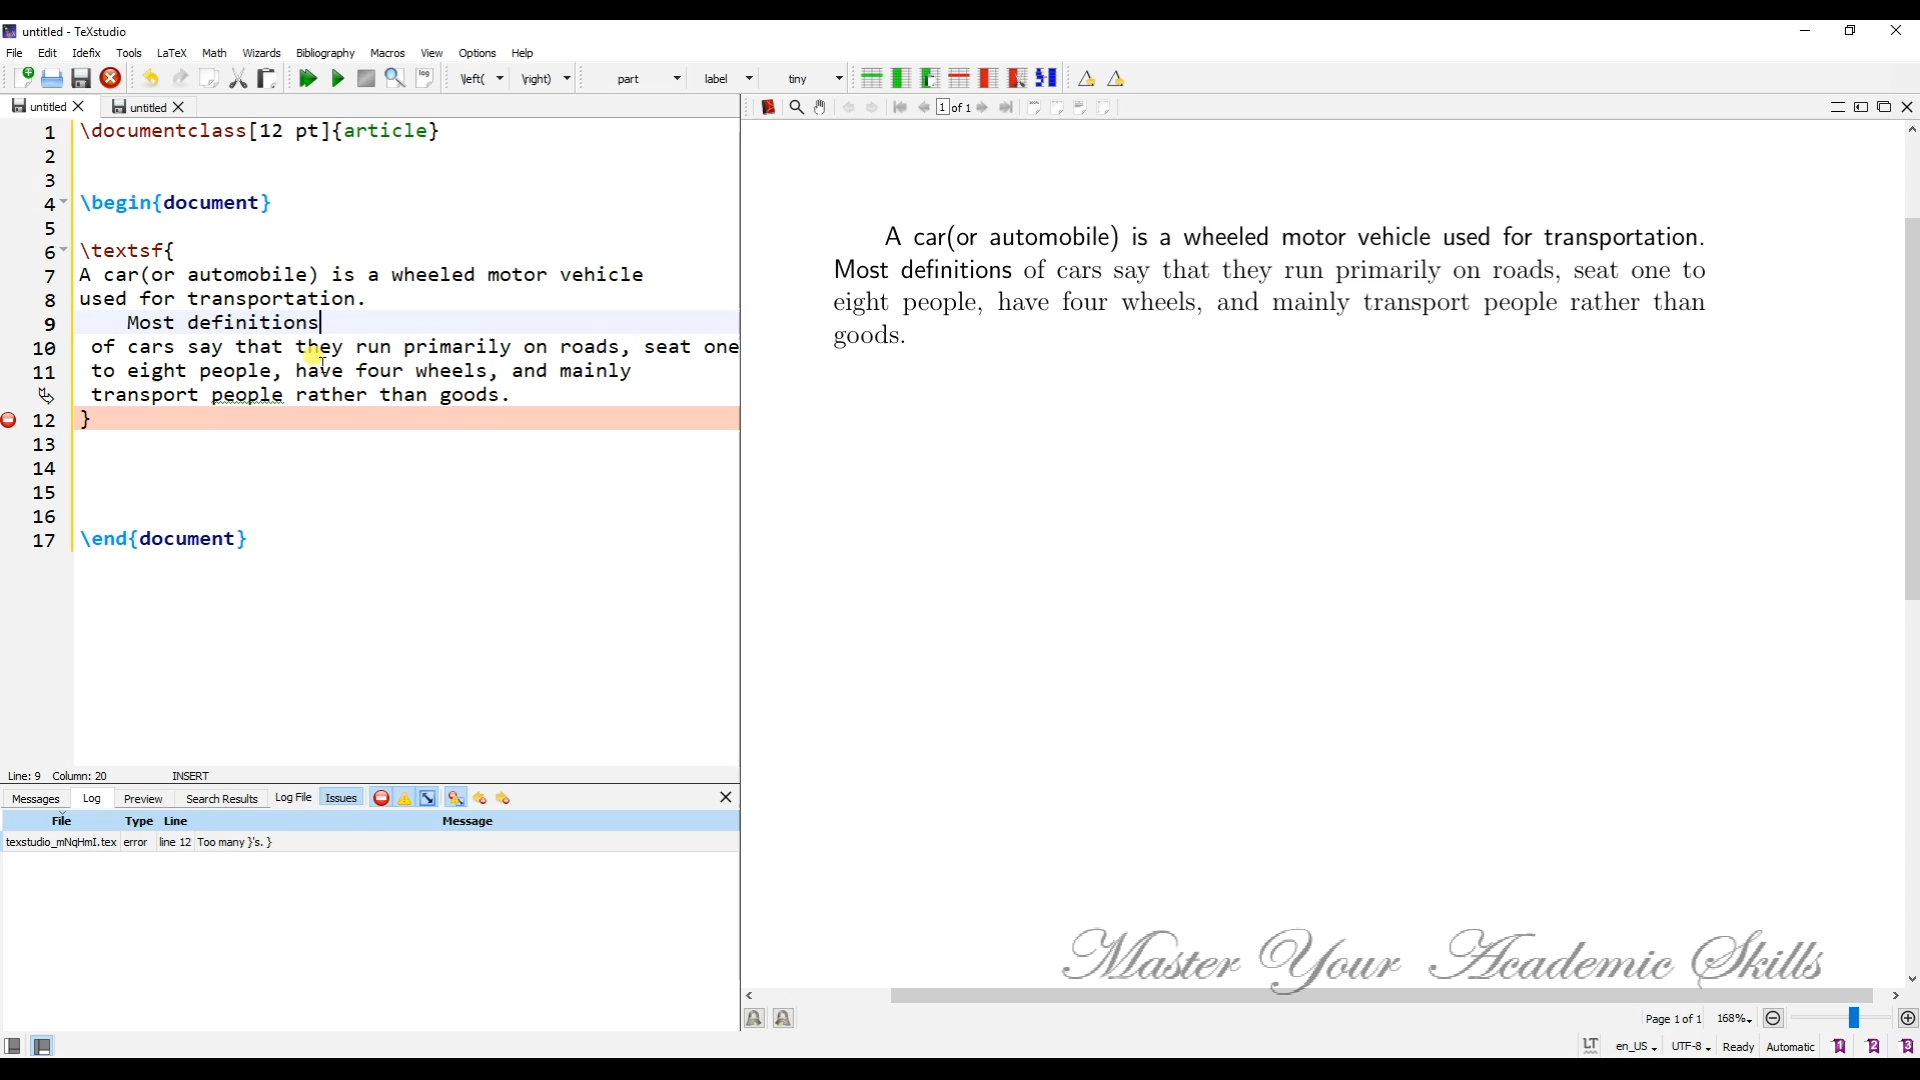 untitled - TeXstudio
File Edit Idefix Tools LaTeX Math Wizards Bibliography Macros View Options Help
\left( \right) part label tiny
untitled untitled 1 of 1
1 \documentclass[12 pt]{article}
2
3
4 \begin{document}
5
6 \textsf{
7 A car(or automobile) is a wheeled motor vehicle
8 used for transportation.
9 Most definitions
10 of cars say that they run primarily on roads, seat one
11 to eight people, have four wheels, and mainly
transport people rather than goods.
12 }
13
14
15
16
17 \end{document}
A car(or automobile) is a wheeled motor vehicle used for transportation.
Most definitions of cars say that they run primarily on roads, seat one to
eight people, have four wheels, and mainly transport people rather than
goods.
Line: 9 Column: 20 INSERT
Messages Log Preview Search Results Log File Issues
File Type Line Message
texstudio_mNqHmI.tex error line 12 Too many }'s. }
Master Your Academic Skills
Page 1 of 1 168%
LT en_US UTF-8 Ready Automatic 1 2 3